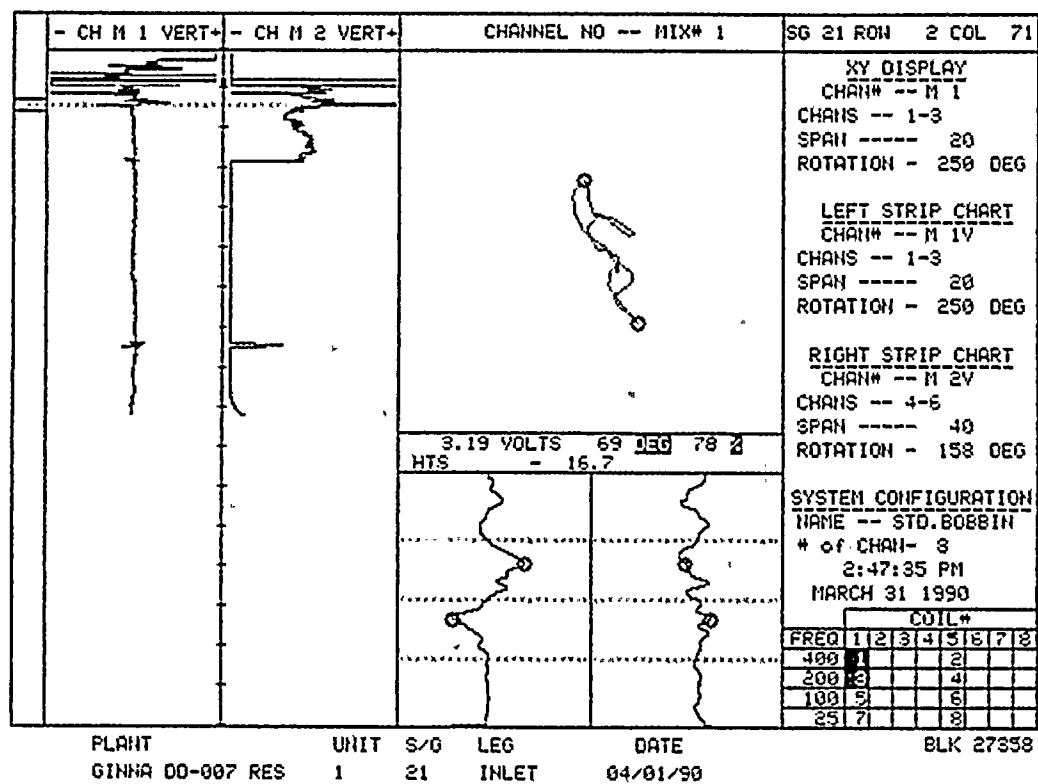 - CH M 1 VERT+
- CH M 2 VERT+
CHANNEL NO -- MIX# 1
SG 21 ROW 2 COL 71
XY DISPLAY
CHAN# -- M 1
CHANS -- 1-3
SPAN ----- 20
ROTATION - 250 DEG
LEFT STRIP CHART
CHAN# -- M 1V
CHANS -- 1-3
SPAN ----- 20
ROTATION - 250 DEG
RIGHT STRIP CHART
CHAN# -- M 2V
CHANS -- 4-6
SPAN ----- 40
ROTATION - 158 DEG
3.19 VOLTS 69 DEG 78 %
HTS - 16.7
SYSTEM CONFIGURATION
NAME -- STD.BOBBIN
# of CHAN- 8
2:47:35 PM
MARCH 31 1990
COIL#
FREQ 1 2 3 4 5 6 7 8
400 1 2
200 3 4
100 5 6
25 7 8
PLANT UNIT S/G LEG DATE BLK 27358
GINNA DO-007 RES 1 21 INLET 04/01/90